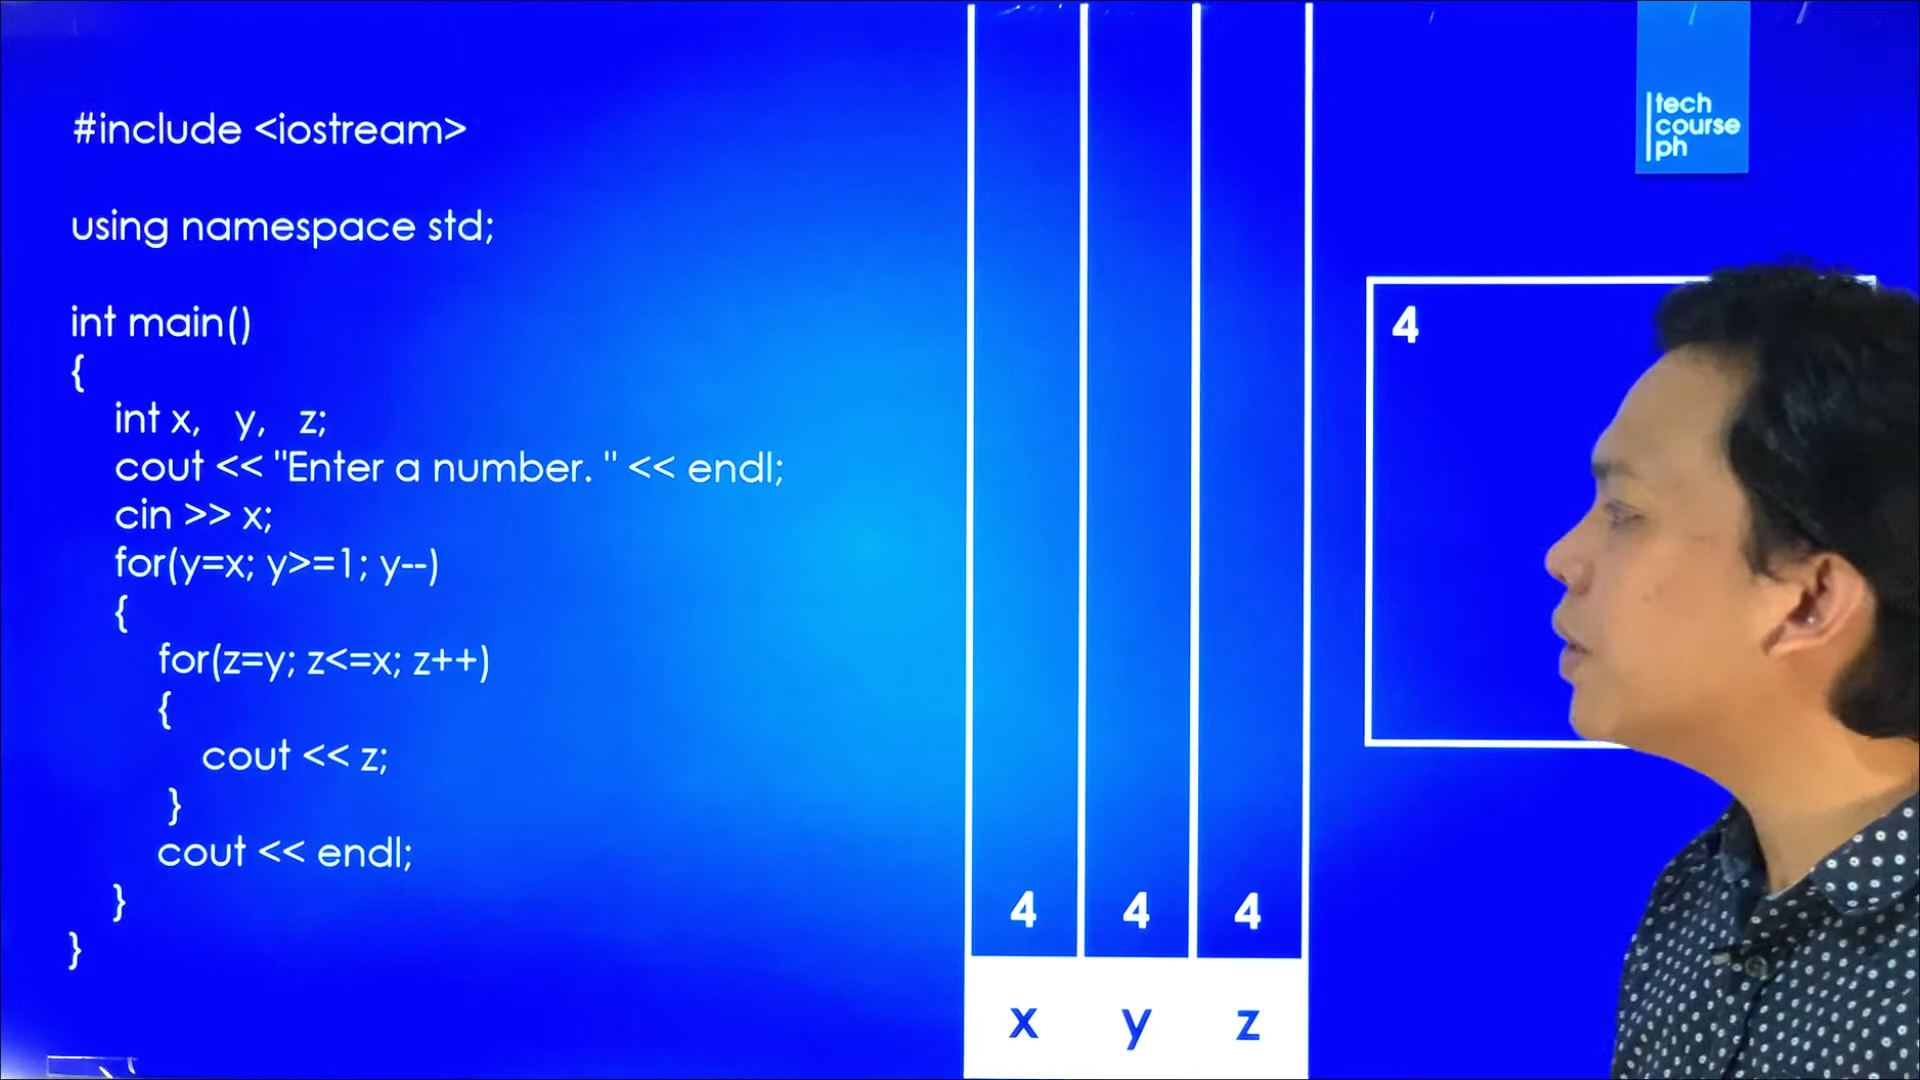 #include <iostream>
using namespace std;
int main()
{
int x, y, z;
cout << "Enter a number. " << endl;
cin >> x;
for(y=x; y>=1; y--)
{
for(z=y; z<=x; z++)
{
cout << z;
}
cout << endl;
}
}
4 4 4
x y z
tech
course
ph
4